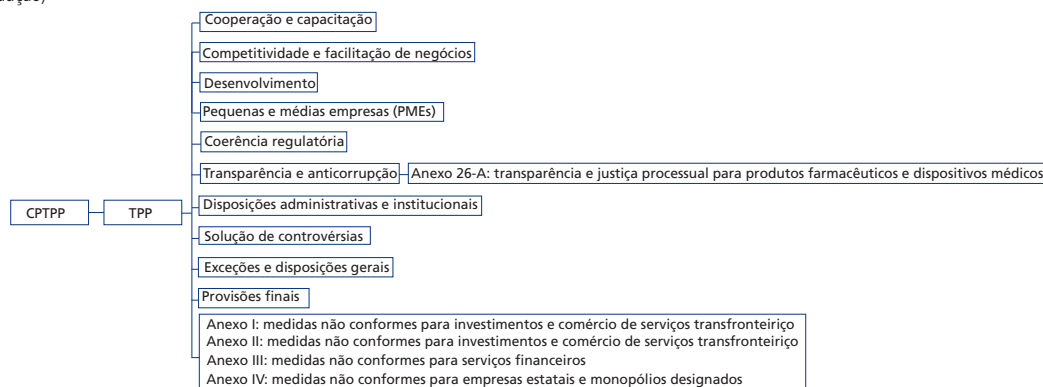 Cooperação e capacitação
Competitividade e facilitação de negócios
Desenvolvimento
Pequenas e médias empresas (PMEs)
Coerência regulatória
Transparência e anticorrupção
Anexo 26-A: transparência e justiça processual para produtos farmacêuticos e dispositivos médicos
CPTPP
TPP
Disposições administrativas e institucionais
Solução de controvérsias
Exceções e disposições gerais
Provisões finais
Anexo I: medidas não conformes para investimentos e comércio de serviços transfronteiriço
Anexo II: medidas não conformes para investimentos e comércio de serviços transfronteiriço
Anexo III: medidas não conformes para serviços financeiros
Anexo IV: medidas não conformes para empresas estatais e monopólios designados